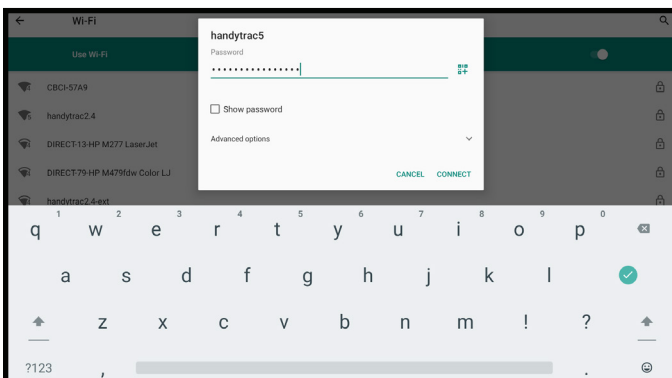 Wi-Fi
handytrac5
Password
•••••••••••••••
Use Wi-Fi
CBCI-57A9
Show password
handytrac2.4
Advanced options
DIRECT-13-HP M277 LaserJet
DIRECT-79-HP M479fdw Color LJ
CANCEL CONNECT
handytrac2.4-ext
1 2 3 4 5 6 7 8 9 0
q w e r t y u i o p
a s d f g h j k l
z x c v b n m ! ?
?123 , .